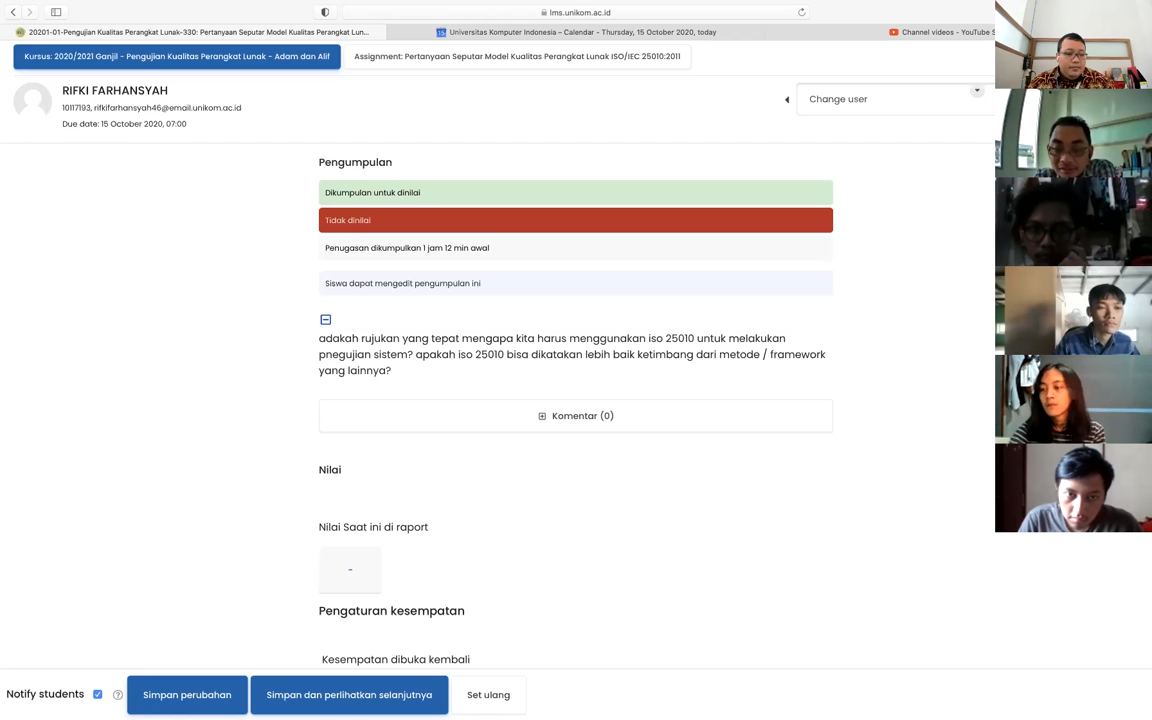 lms.unikom.ac.id
20201-01-Pengujian Kualitas Perangkat Lunak-330: Pertanyaan Seputar Model Kualitas Perangkat Lun...
15 Universitas Komputer Indonesia – Calendar - Thursday, 15 October 2020, today
Channel videos - YouTube S
Kursus: 2020/2021 Ganjil - Pengujian Kualitas Perangkat Lunak - Adam dan Alif
Assignment: Pertanyaan Seputar Model Kualitas Perangkat Lunak ISO/IEC 25010:2011
RIFKI FARHANSYAH
10117193, rifkifarhansyah46@email.unikom.ac.id
Due date: 15 October 2020, 07:00
Change user
Pengumpulan
Dikumpulan untuk dinilai
Tidak dinilai
Penugasan dikumpulkan 1 jam 12 min awal
Siswa dapat mengedit pengumpulan ini
adakah rujukan yang tepat mengapa kita harus menggunakan iso 25010 untuk melakukan
pnegujian sistem? apakah iso 25010 bisa dikatakan lebih baik ketimbang dari metode / framework
yang lainnya?
Komentar (0)
Nilai
Nilai Saat ini di raport
-
Pengaturan kesempatan
Kesempatan dibuka kembali
Notify students
Simpan perubahan
Simpan dan perlihatkan selanjutnya
Set ulang